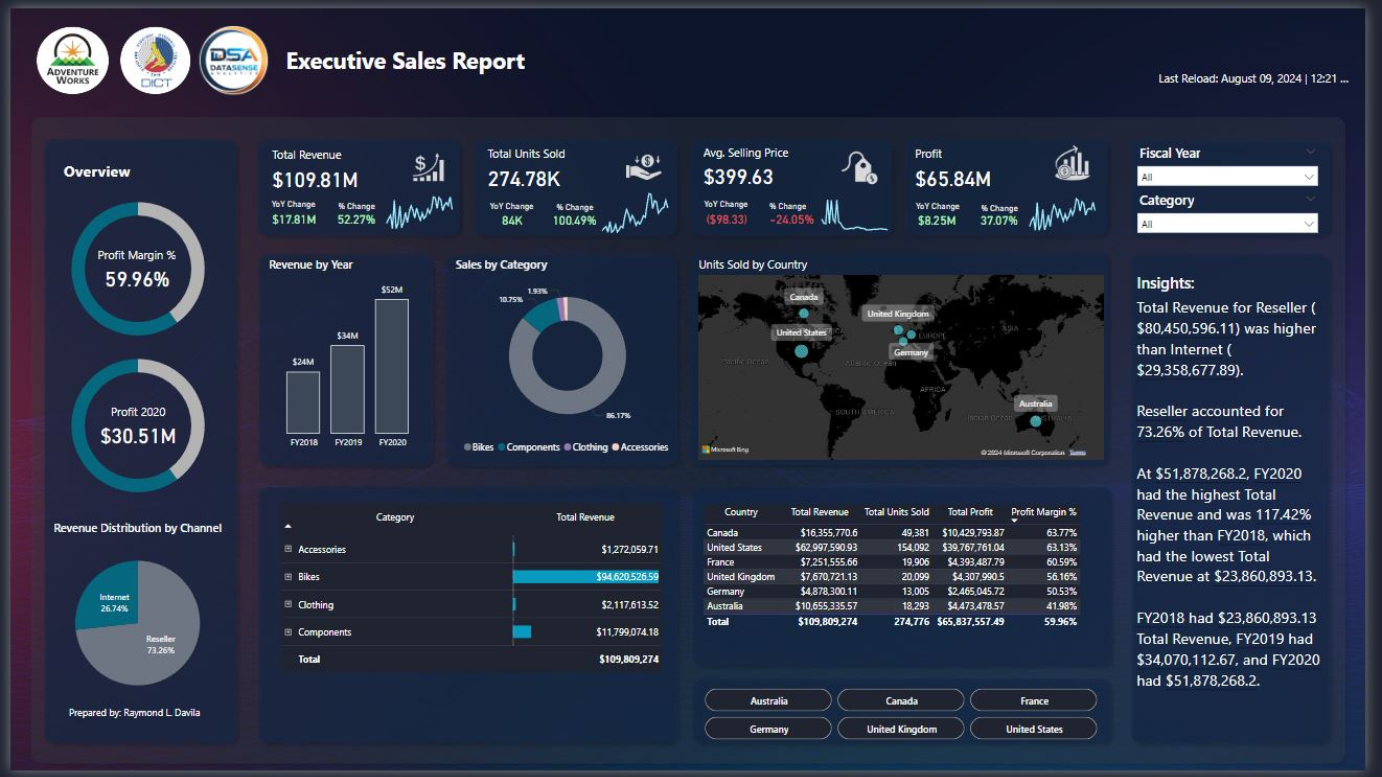 ADVENTURE
WORKS
DICT
DSA
DATASENSE
ANALYTICS
Executive Sales Report
Last Reload: August 09, 2024 | 12:21 ...
Overview
Profit Margin %
59.96%
Profit 2020
$30.51M
Revenue Distribution by Channel
Internet
26.74%
Reseller
73.26%
Prepared by: Raymond L. Davila
Total Revenue
$109.81M
YoY Change
% Change
$17.81M
52.27%
Total Units Sold
274.78K
YoY Change
% Change
84K
100.49%
Avg. Selling Price
$399.63
YoY Change
% Change
($98.33)
-24.05%
Profit
$65.84M
YoY Change
% Change
$8.25M
37.07%
Fiscal Year
All
Category
All
Revenue by Year
$24M
$34M
$52M
FY2018
FY2019
FY2020
Sales by Category
1.93%
10.75%
86.17%
Bikes
Components
Clothing
Accessories
Units Sold by Country
Canada
United Kingdom
United States
EUROPE
Germany
ASIA
Pacific Ocean
Atlantic Ocean
AFRICA
SOUTH AMERICA
Indian Ocean
Australia
Microsoft Bing
© 2024 Microsoft Corporation Terms
Category Total Revenue
Accessories $1,272,059.71
Bikes $94,620,526.59
Clothing $2,117,613.52
Components $11,799,074.18
Total $109,809,274
Country Total Revenue Total Units Sold Total Profit Profit Margin %
Canada $16,355,770.6 49,381 $10,429,793.87 63.77%
United States $62,997,590.93 154,092 $39,767,761.04 63.13%
France $7,251,555.66 19,906 $4,393,487.79 60.59%
United Kingdom $7,670,721.13 20,099 $4,307,990.5 56.16%
Germany $4,878,300.11 13,005 $2,465,045.72 50.53%
Australia $10,655,335.57 18,293 $4,473,478.57 41.98%
Total $109,809,274 274,776 $65,837,557.49 59.96%
Australia
Canada
France
Germany
United Kingdom
United States
Insights:
Total Revenue for Reseller (
$80,450,596.11) was higher
than Internet (
$29,358,677.89).
Reseller accounted for
73.26% of Total Revenue.
At $51,878,268.2, FY2020
had the highest Total
Revenue and was 117.42%
higher than FY2018, which
had the lowest Total
Revenue at $23,860,893.13.
FY2018 had $23,860,893.13
Total Revenue, FY2019 had
$34,070,112.67, and FY2020
had $51,878,268.2.